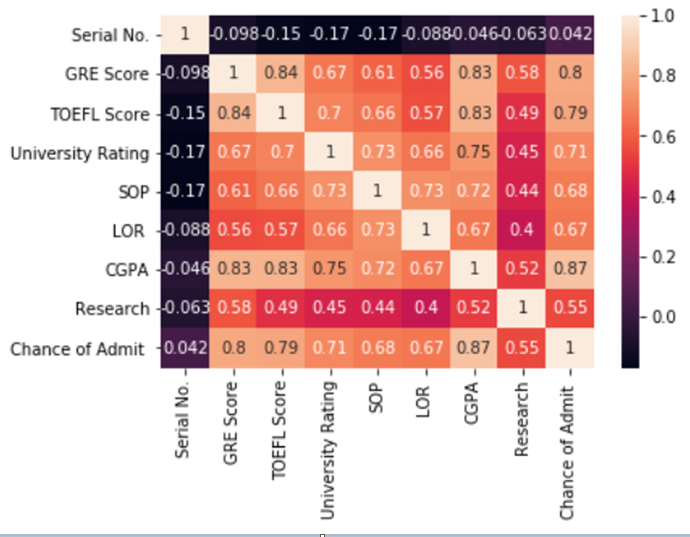 Serial No. 1 -0.098 -0.15 -0.17 -0.17 -0.088 -0.046 -0.063 0.042
GRE Score -0.098 1 0.84 0.67 0.61 0.56 0.83 0.58 0.8
TOEFL Score -0.15 0.84 1 0.7 0.66 0.57 0.83 0.49 0.79
University Rating -0.17 0.67 0.7 1 0.73 0.66 0.75 0.45 0.71
SOP -0.17 0.61 0.66 0.73 1 0.73 0.72 0.44 0.68
LOR -0.088 0.56 0.57 0.66 0.73 1 0.67 0.4 0.67
CGPA -0.046 0.83 0.83 0.75 0.72 0.67 1 0.52 0.87
Research -0.063 0.58 0.49 0.45 0.44 0.4 0.52 1 0.55
Chance of Admit 0.042 0.8 0.79 0.71 0.68 0.67 0.87 0.55 1
Serial No.
GRE Score
TOEFL Score
University Rating
SOP
LOR
CGPA
Research
Chance of Admit
1.0
0.8
0.6
0.4
0.2
0.0